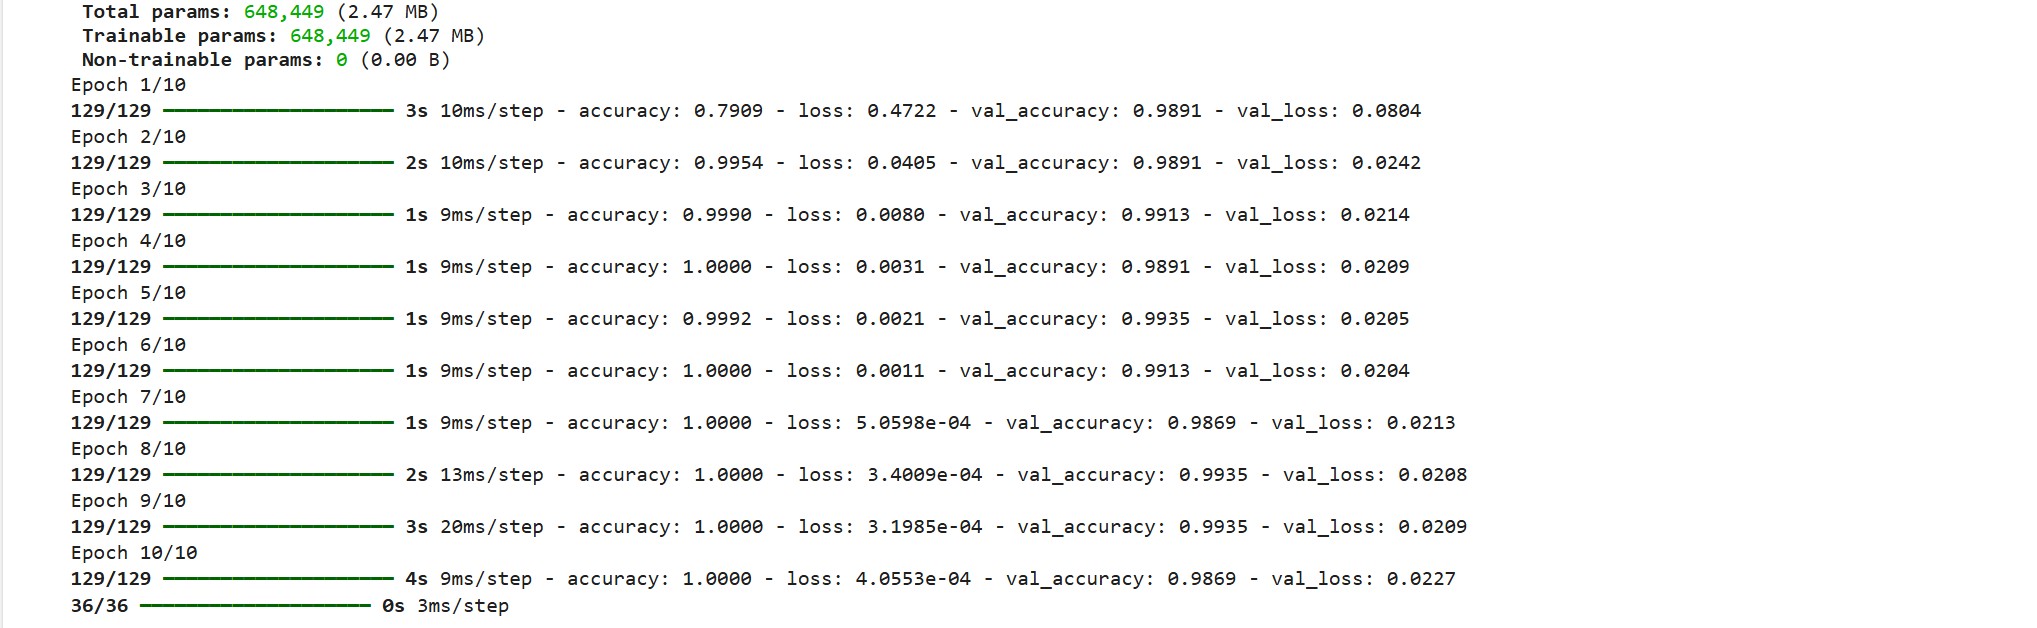 Total params: 648,449 (2.47 MB)
Trainable params: 648,449 (2.47 MB)
Non-trainable params: 0 (0.00 B)
Epoch 1/10
129/129 ━━━━━━━━━━━━━━━━━━━━ 3s 10ms/step - accuracy: 0.7909 - loss: 0.4722 - val_accuracy: 0.9891 - val_loss: 0.0804
Epoch 2/10
129/129 ━━━━━━━━━━━━━━━━━━━━ 2s 10ms/step - accuracy: 0.9954 - loss: 0.0405 - val_accuracy: 0.9891 - val_loss: 0.0242
Epoch 3/10
129/129 ━━━━━━━━━━━━━━━━━━━━ 1s 9ms/step - accuracy: 0.9990 - loss: 0.0080 - val_accuracy: 0.9913 - val_loss: 0.0214
Epoch 4/10
129/129 ━━━━━━━━━━━━━━━━━━━━ 1s 9ms/step - accuracy: 1.0000 - loss: 0.0031 - val_accuracy: 0.9891 - val_loss: 0.0209
Epoch 5/10
129/129 ━━━━━━━━━━━━━━━━━━━━ 1s 9ms/step - accuracy: 0.9992 - loss: 0.0021 - val_accuracy: 0.9935 - val_loss: 0.0205
Epoch 6/10
129/129 ━━━━━━━━━━━━━━━━━━━━ 1s 9ms/step - accuracy: 1.0000 - loss: 0.0011 - val_accuracy: 0.9913 - val_loss: 0.0204
Epoch 7/10
129/129 ━━━━━━━━━━━━━━━━━━━━ 1s 9ms/step - accuracy: 1.0000 - loss: 5.0598e-04 - val_accuracy: 0.9869 - val_loss: 0.0213
Epoch 8/10
129/129 ━━━━━━━━━━━━━━━━━━━━ 2s 13ms/step - accuracy: 1.0000 - loss: 3.4009e-04 - val_accuracy: 0.9935 - val_loss: 0.0208
Epoch 9/10
129/129 ━━━━━━━━━━━━━━━━━━━━ 3s 20ms/step - accuracy: 1.0000 - loss: 3.1985e-04 - val_accuracy: 0.9935 - val_loss: 0.0209
Epoch 10/10
129/129 ━━━━━━━━━━━━━━━━━━━━ 4s 9ms/step - accuracy: 1.0000 - loss: 4.0553e-04 - val_accuracy: 0.9869 - val_loss: 0.0227
36/36 ━━━━━━━━━━━━━━━━━━━━ 0s 3ms/step